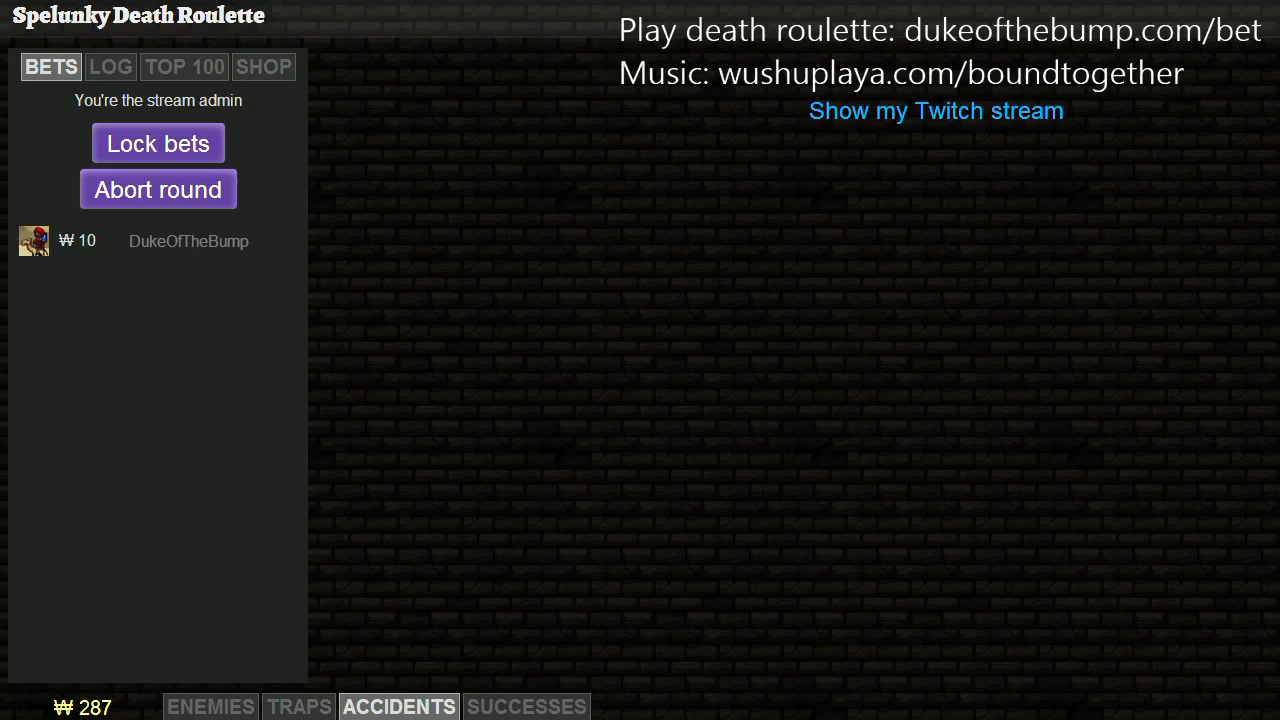 Spelunky Death Roulette
Play death roulette: dukeofthebump.com/bet
Music: wushuplaya.com/boundtogether
Show my Twitch stream
BETS LOG TOP 100 SHOP
You're the stream admin
Lock bets
Abort round
₩ 10 DukeOfTheBump
₩ 287 ENEMIES TRAPS ACCIDENTS SUCCESSES